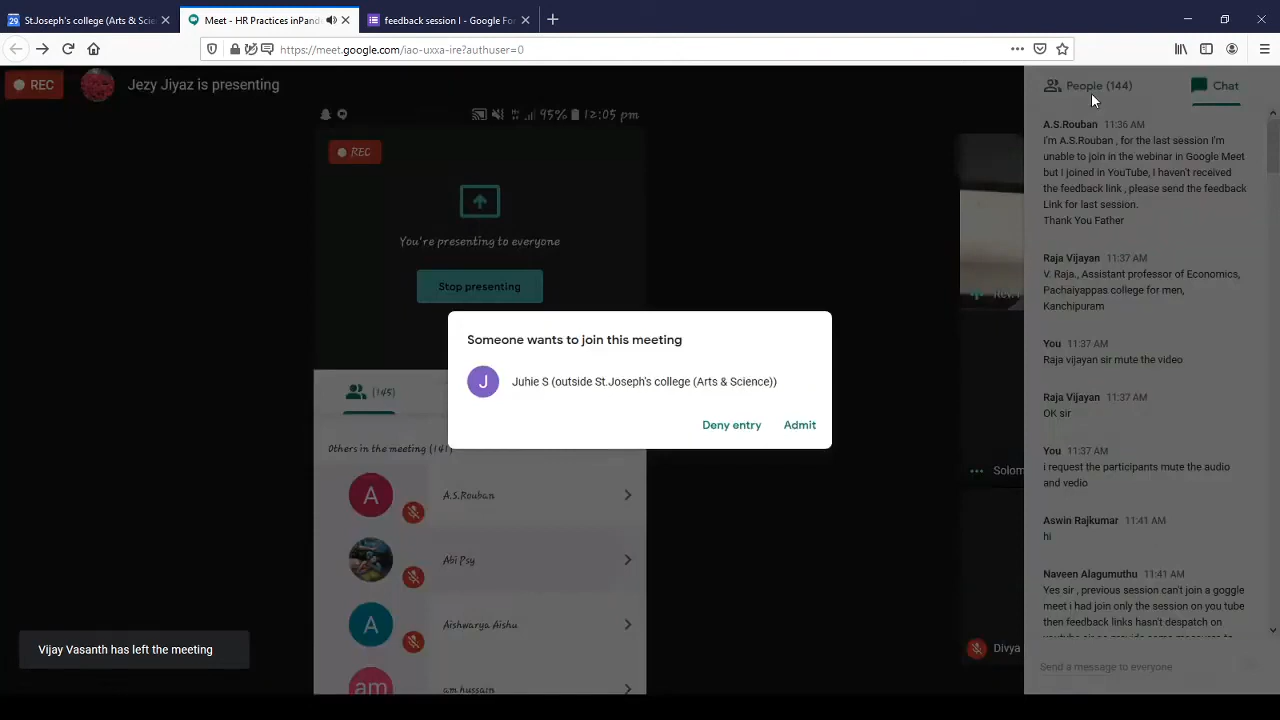 St.Joseph's college (Arts & Scie
Meet - HR Practices inPand
feedback session I - Google For
https://meet.google.com/iao-uxxa-ire?authuser=0
REC
Jezy Jiyaz is presenting
People (144)
Chat
95% 12:05 pm
REC
You're presenting to everyone
Stop presenting
(145)
Others in the meeting (141)
A
A.S.Rouban
Abi Psy
A
Aishwarya Aishu
am
am.hussain
Someone wants to join this meeting
J
Juhie S (outside St.Joseph's college (Arts & Science))
Deny entry
Admit
Vijay Vasanth has left the meeting
Solom
Divya
A.S.Rouban 11:36 AM
I'm A.S.Rouban , for the last session I'm
unable to join in the webinar in Google Meet
but I joined in YouTube, I haven't received
the feedback link , please send the feedback
Link for last session.
Thank You Father
Raja Vijayan 11:37 AM
V. Raja., Assistant professor of Economics,
Pachaiyappas college for men,
Kanchipuram
You 11:37 AM
Raja vijayan sir mute the video
Raja Vijayan 11:37 AM
OK sir
You 11:37 AM
i request the participants mute the audio
and vedio
Aswin Rajkumar 11:41 AM
hi
Naveen Alagumuthu 11:41 AM
Yes sir , previous session can't join a goggle
meet i had join only the session on you tube
then feedback links hasn't despatch on
Send a message to everyone